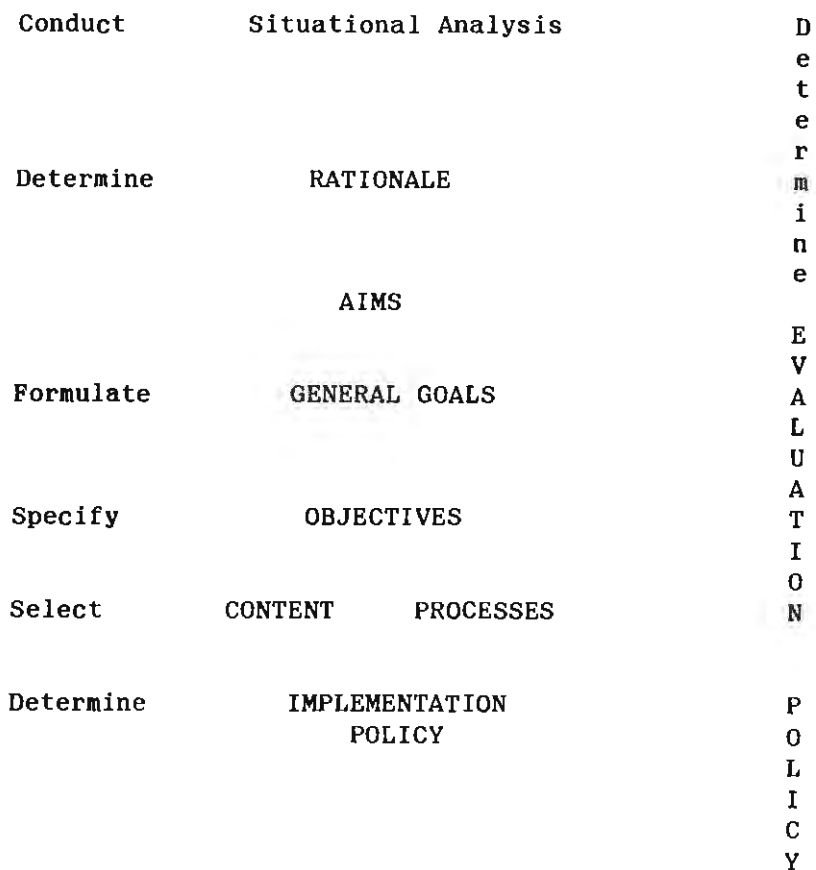 Conduct Situational Analysis
Determine RATIONALE
AIMS
Formulate GENERAL GOALS
Specify OBJECTIVES
Select CONTENT PROCESSES
Determine IMPLEMENTATION
POLICY
Determine EVALUATION POLICY